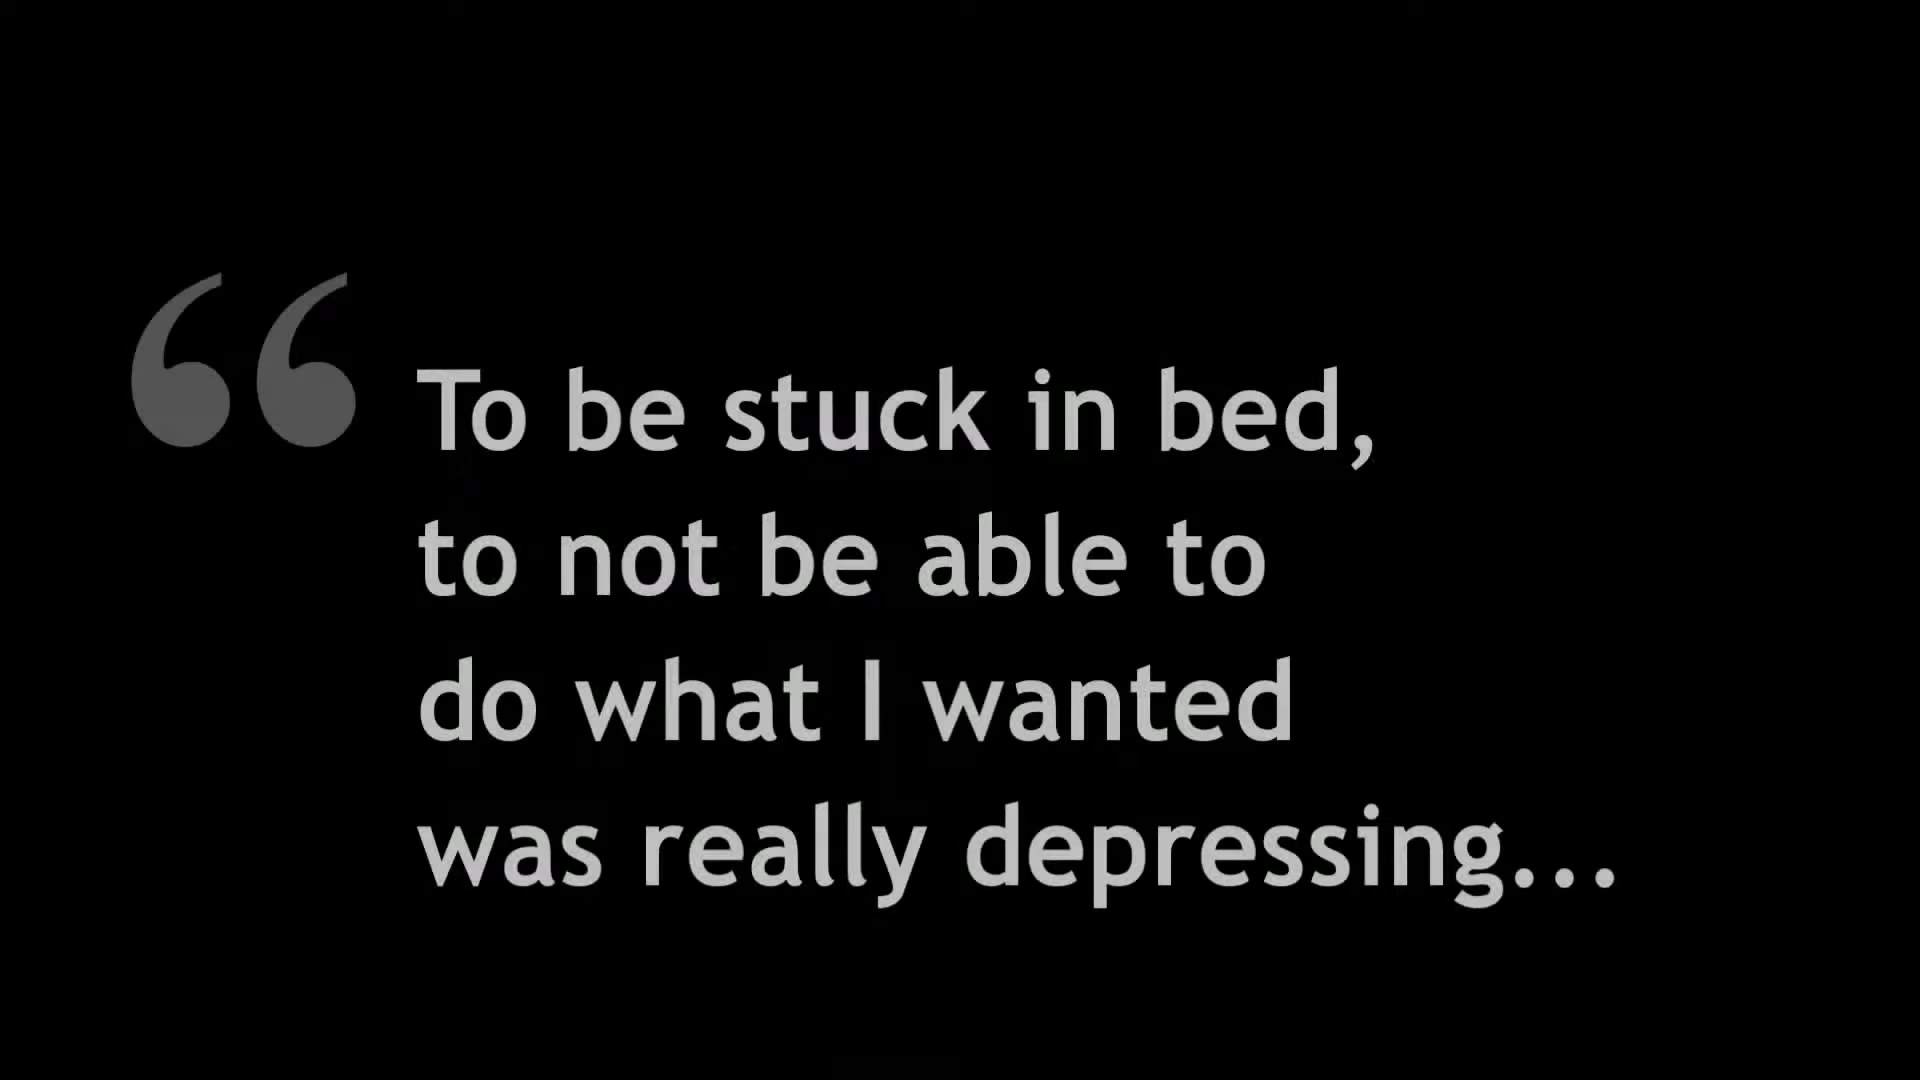 “To be stuck in bed,
to not be able to
do what I wanted
was really depressing...